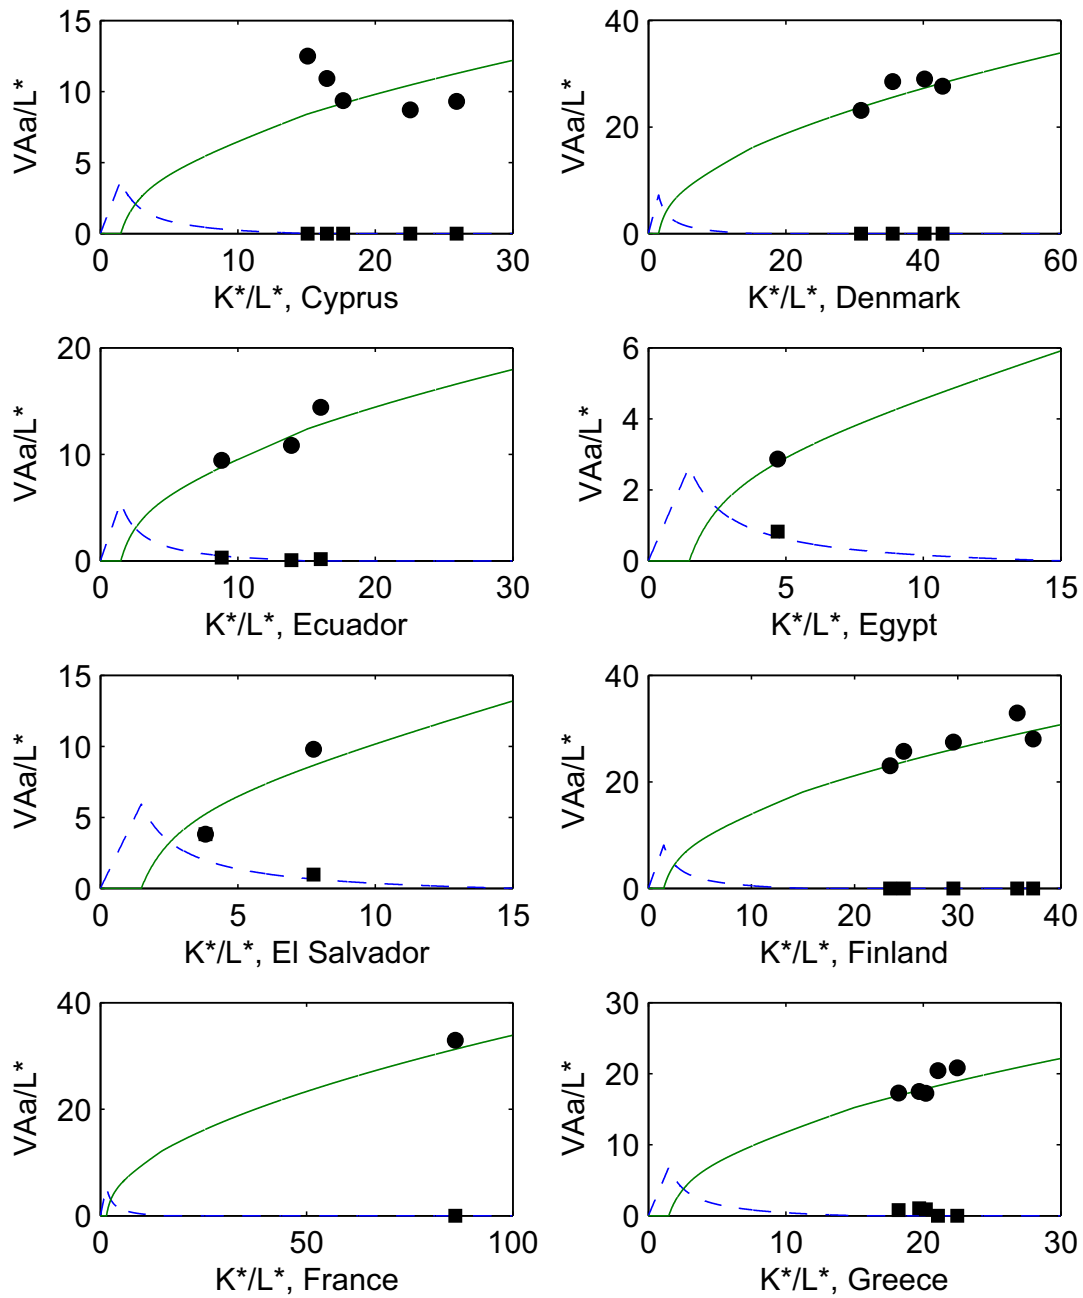 15
10
5
0
VAa/L*
0 10 20 30
K*/L*, Cyprus
40
20
0
VAa/L*
0 20 40 60
K*/L*, Denmark
20
10
0
VAa/L*
0 10 20 30
K*/L*, Ecuador
6
4
2
0
VAa/L*
0 5 10 15
K*/L*, Egypt
15
10
5
0
VAa/L*
0 5 10 15
K*/L*, El Salvador
40
20
0
VAa/L*
0 10 20 30 40
K*/L*, Finland
40
20
0
VAa/L*
0 50 100
K*/L*, France
30
20
10
0
VAa/L*
0 10 20 30
K*/L*, Greece